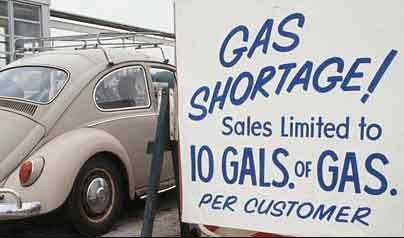 GAS
SHORTAGE!
Sales Limited to
10 GALS. OF GAS.
PER CUSTOMER